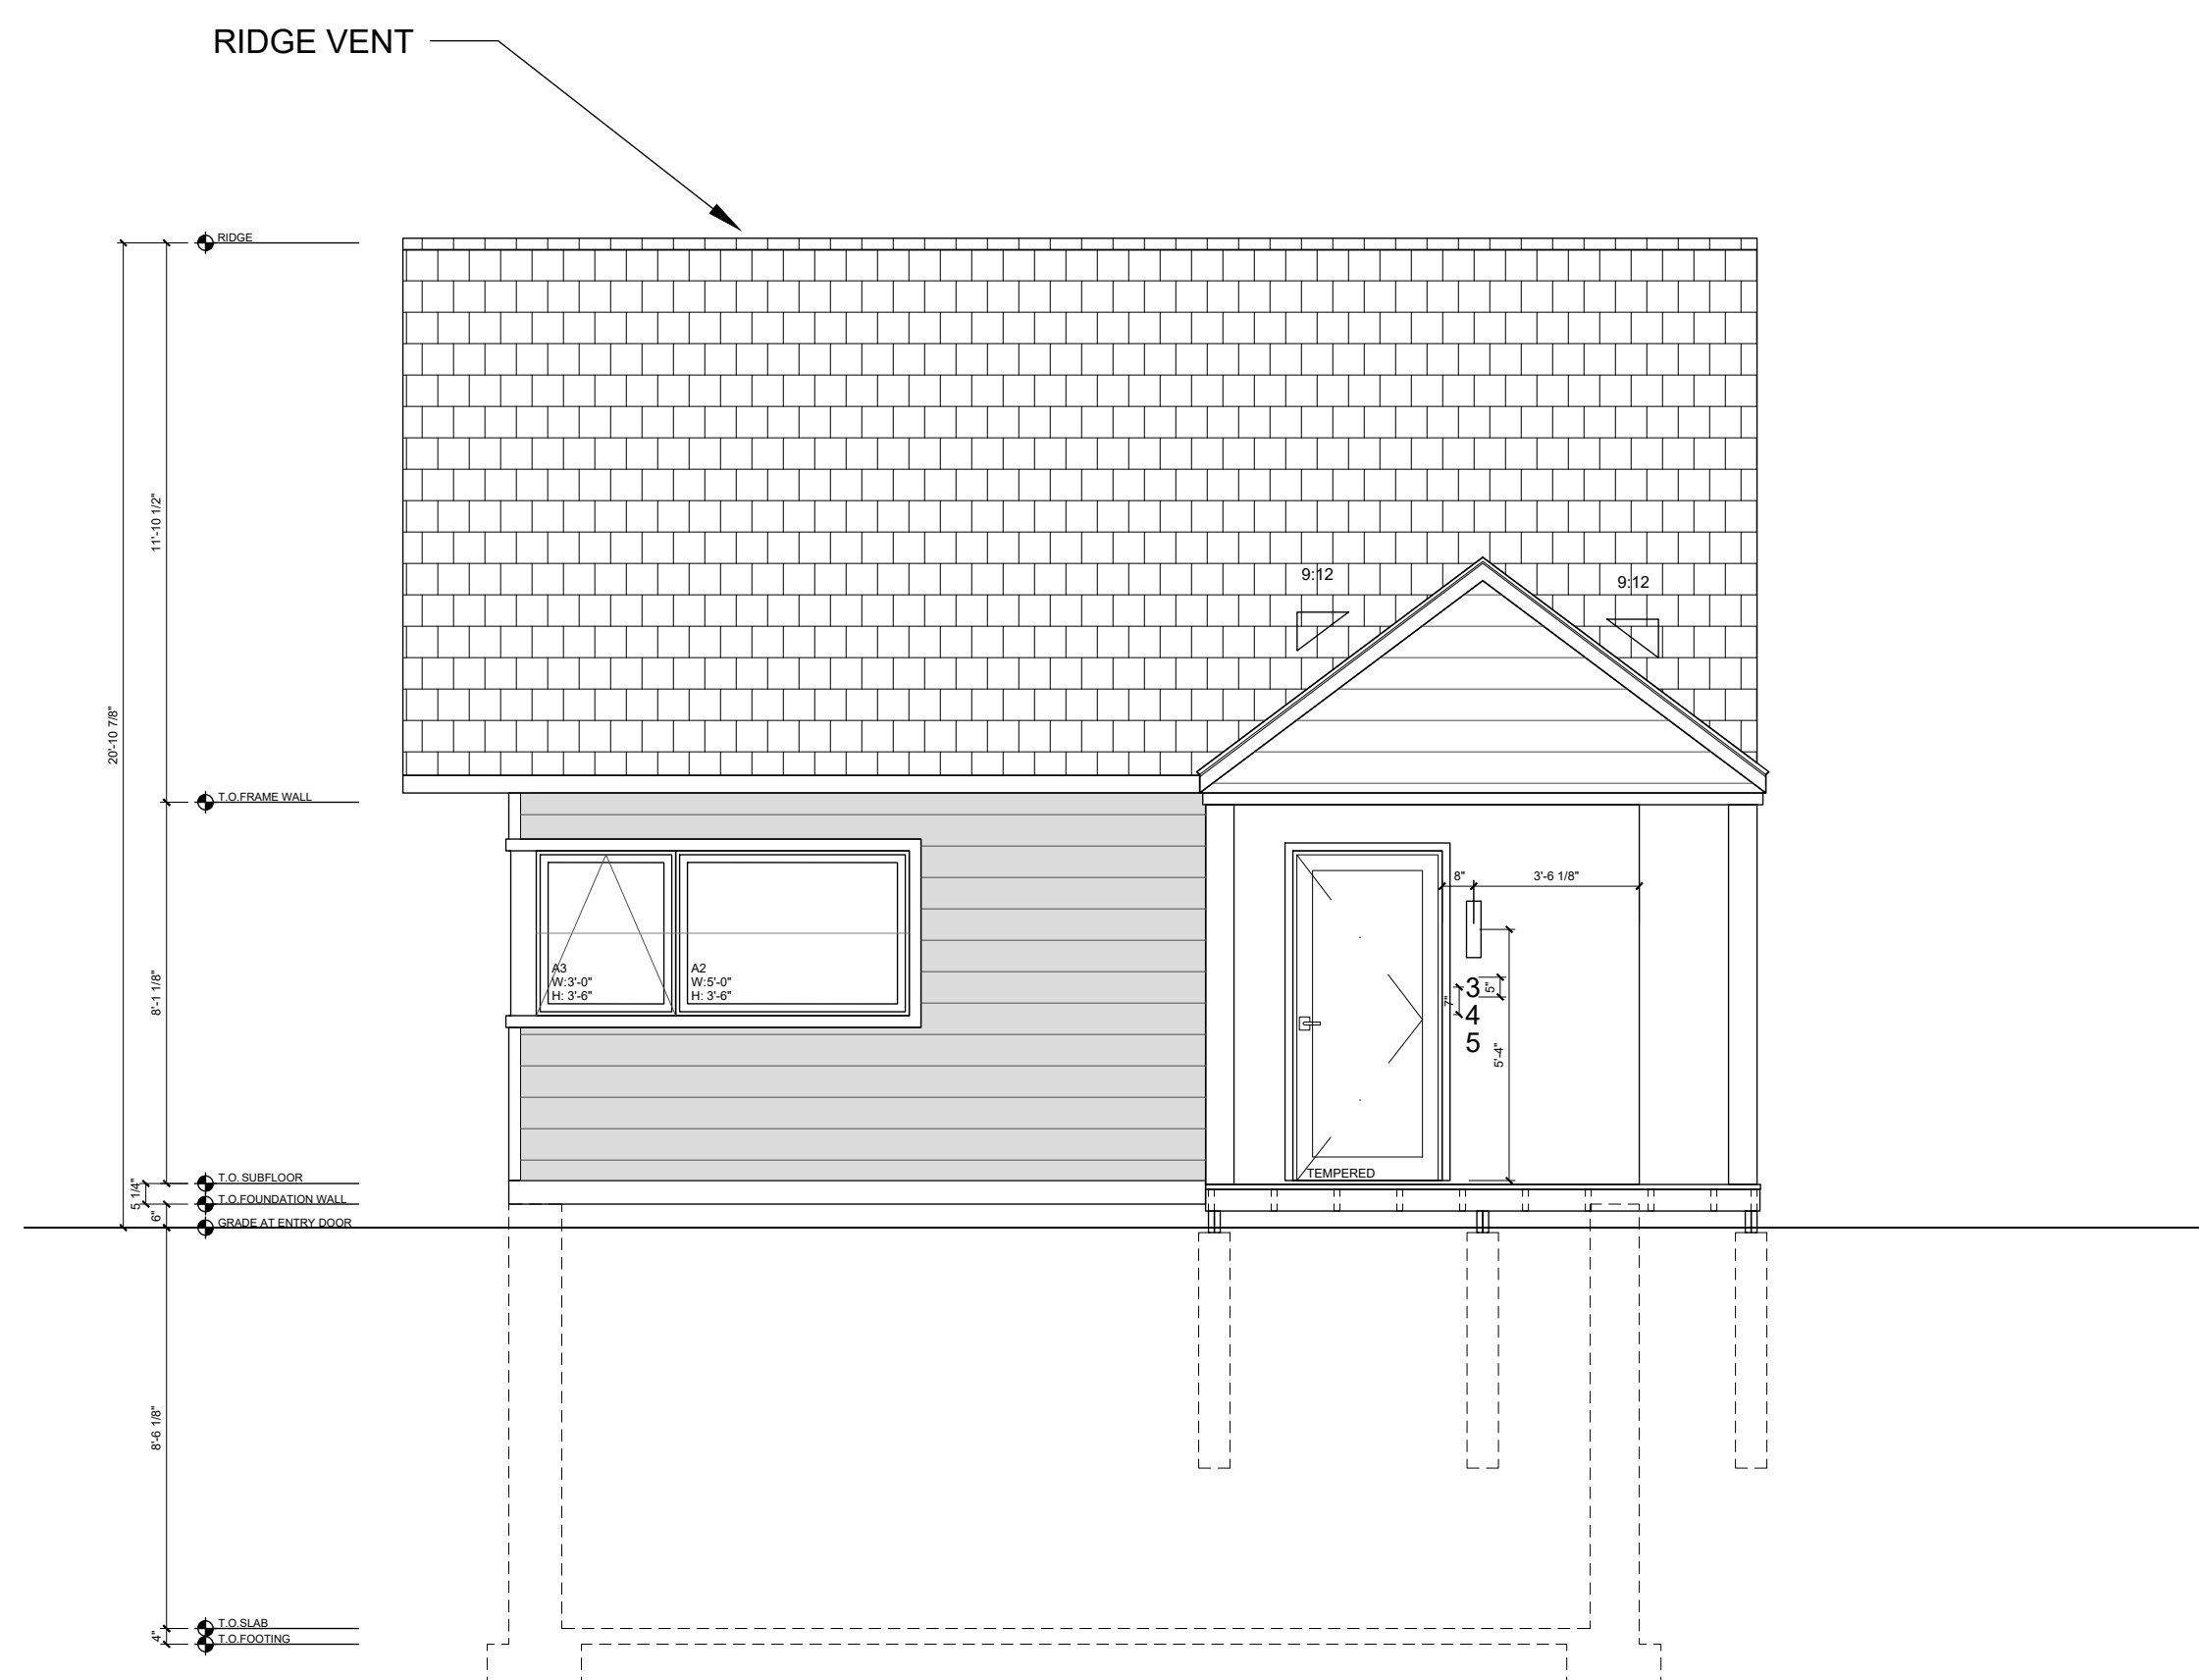 RIDGE VENT
RIDGE
11'-10 1/2"
9:12
9:12
20'-10 7/8"
T.O.FRAME WALL
8"
3'-6 1/8"
A3
W:3'-0"
H: 3'-6"
A2
W:5'-0"
H: 3'-6"
8'-1 1/8"
3
4
5
5"
7"
5'-4"
TEMPERED
T.O. SUBFLOOR
5 1/4"
T.O.FOUNDATION WALL
6"
GRADE AT ENTRY DOOR
8'-6 1/8"
T.O.SLAB
4"
T.O.FOOTING